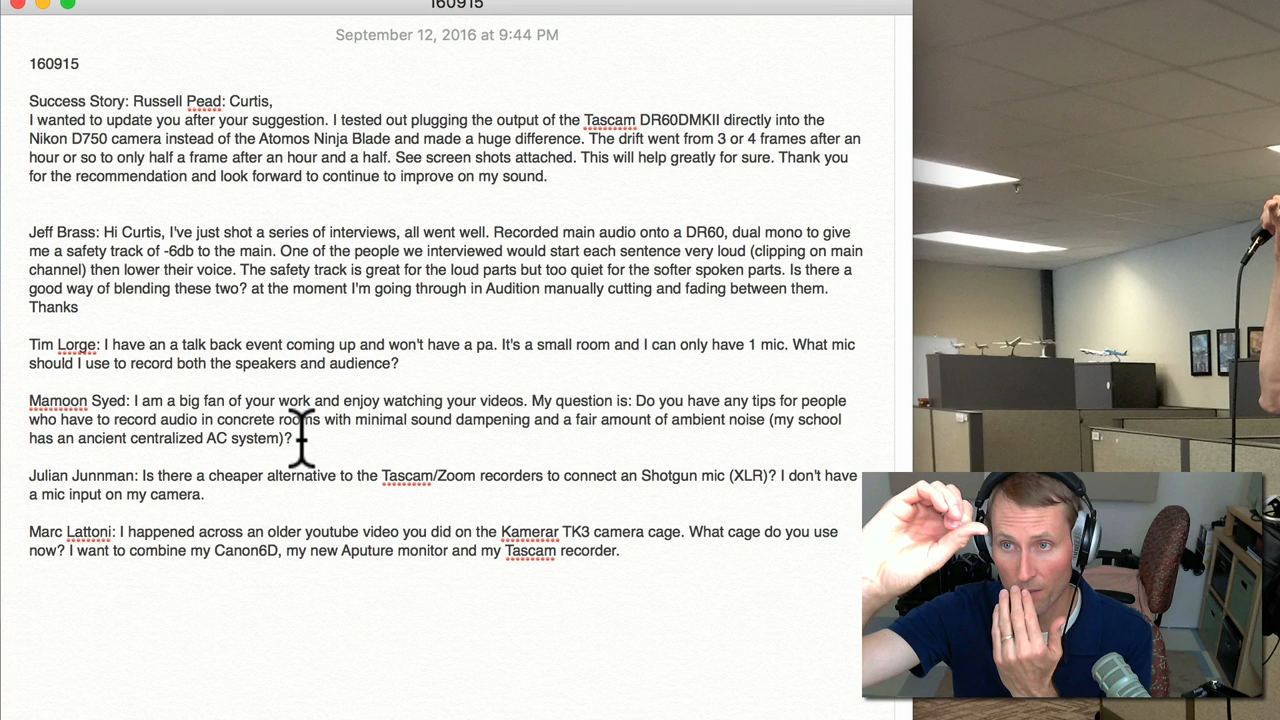 160915
September 12, 2016 at 9:44 PM
160915
Success Story: Russell Pead: Curtis,
I wanted to update you after your suggestion. I tested out plugging the output of the Tascam DR60DMKII directly into the
Nikon D750 camera instead of the Atomos Ninja Blade and made a huge difference. The drift went from 3 or 4 frames after an
hour or so to only half a frame after an hour and a half. See screen shots attached. This will help greatly for sure. Thank you
for the recommendation and look forward to continue to improve on my sound.
Jeff Brass: Hi Curtis, I've just shot a series of interviews, all went well. Recorded main audio onto a DR60, dual mono to give
me a safety track of -6db to the main. One of the people we interviewed would start each sentence very loud (clipping on main
channel) then lower their voice. The safety track is great for the loud parts but too quiet for the softer spoken parts. Is there a
good way of blending these two? at the moment I'm going through in Audition manually cutting and fading between them.
Thanks
Tim Lorge: I have an a talk back event coming up and won't have a pa. It's a small room and I can only have 1 mic. What mic
should I use to record both the speakers and audience?
Mamoon Syed: I am a big fan of your work and enjoy watching your videos. My question is: Do you have any tips for people
who have to record audio in concrete rooms with minimal sound dampening and a fair amount of ambient noise (my school
has an ancient centralized AC system)?
Julian Junnman: Is there a cheaper alternative to the Tascam/Zoom recorders to connect an Shotgun mic (XLR)? I don't have
a mic input on my camera.
Marc Lattoni: I happened across an older youtube video you did on the Kamerar TK3 camera cage. What cage do you use
now? I want to combine my Canon6D, my new Aputure monitor and my Tascam recorder.